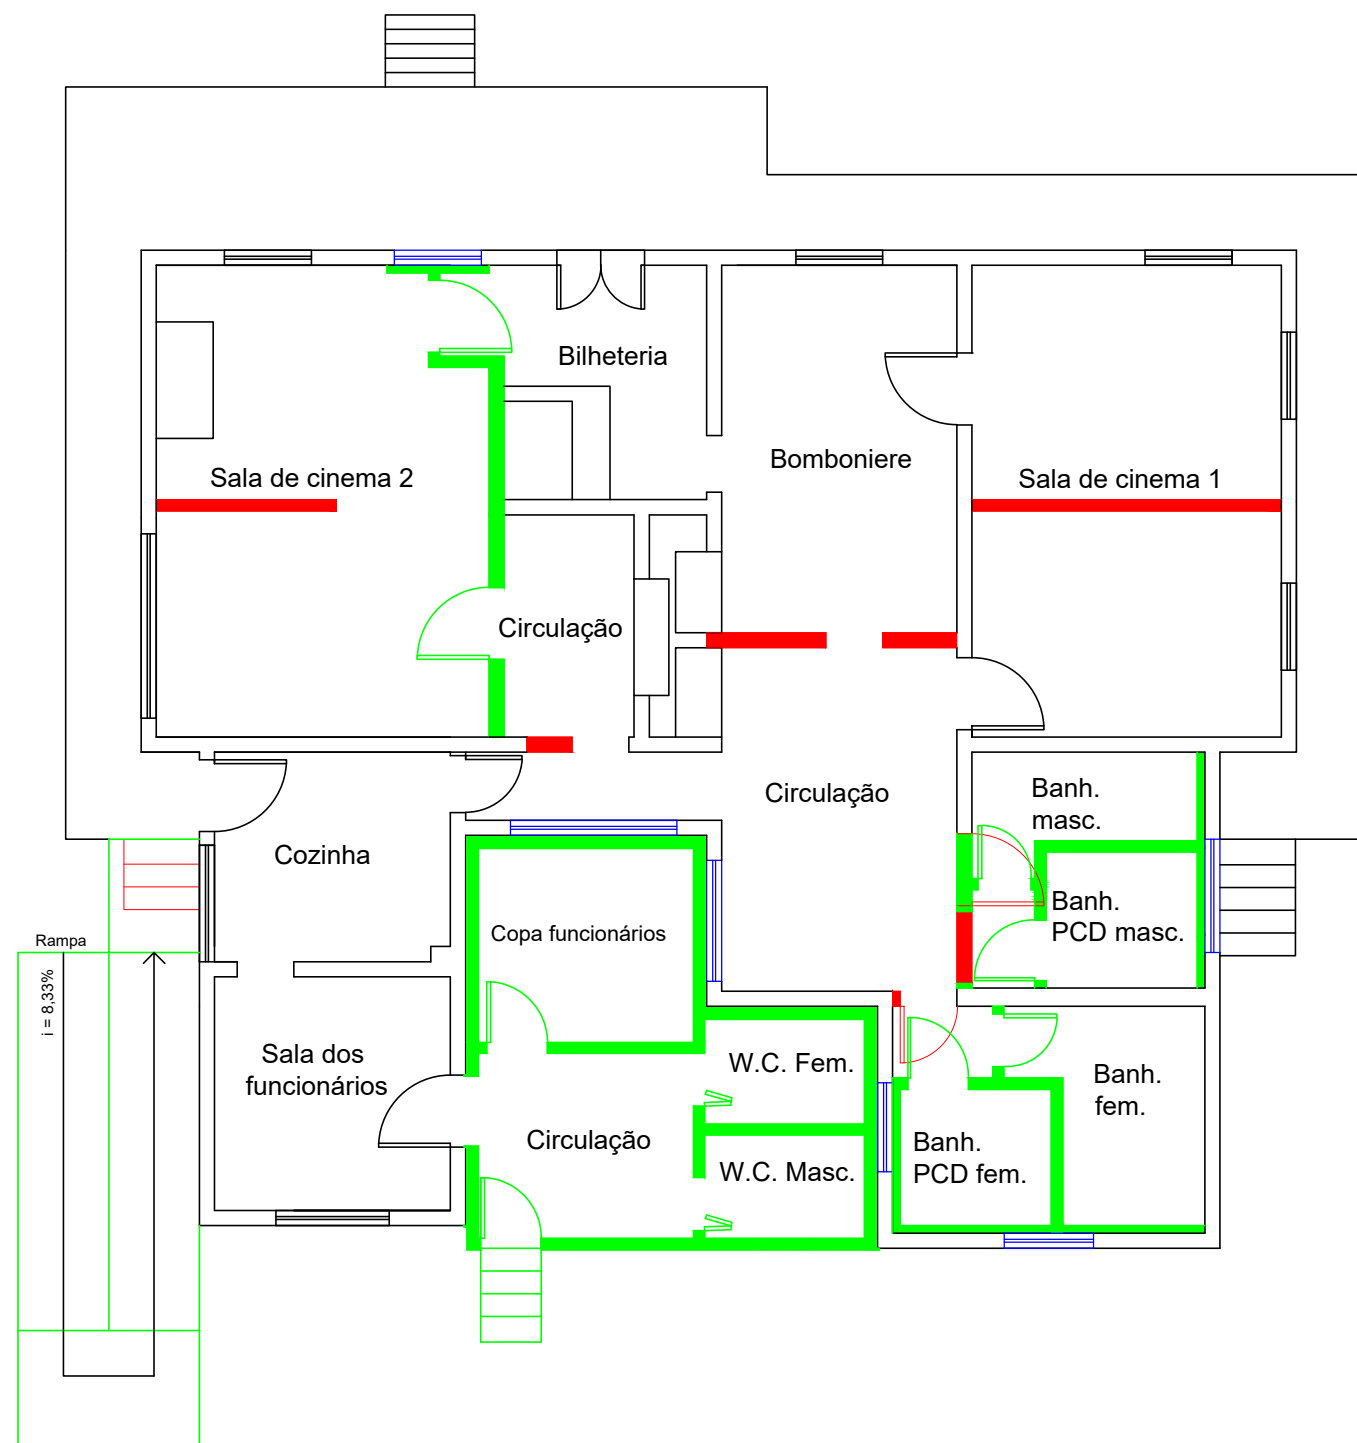 Bilheteria
Bomboniere
Sala de cinema 2
Sala de cinema 1
Circulação
Circulação
Banh.
masc.
Cozinha
Banh.
PCD masc.
Copa funcionários
Rampa
i = 8,33%
Sala dos
funcionários
W.C. Fem.
Banh.
fem.
Circulação
Banh.
PCD fem.
W.C. Masc.